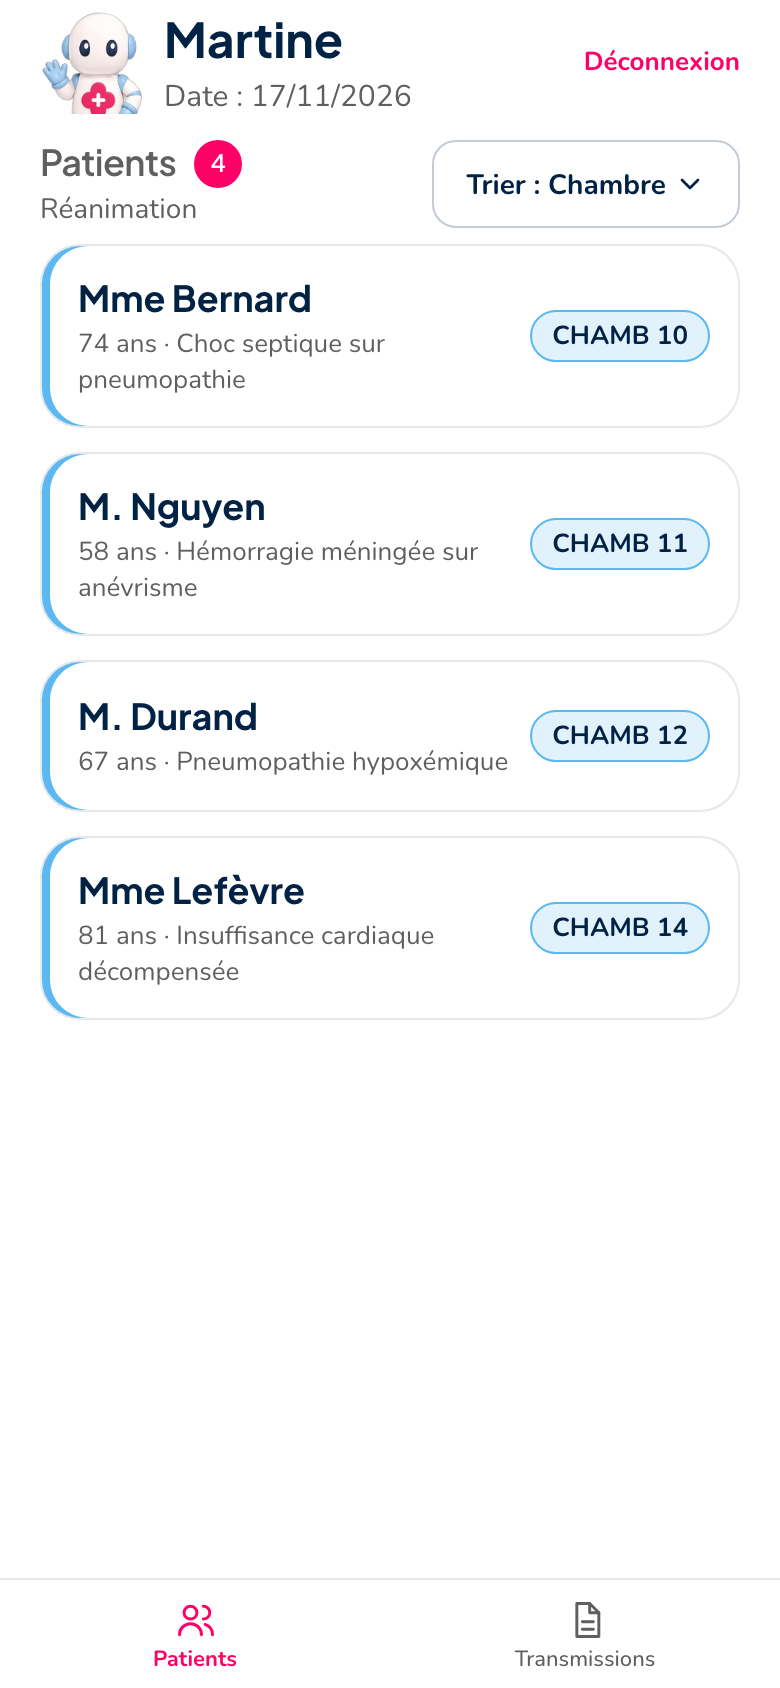 Martine
Date : 17/11/2026
Déconnexion
Patients 4
Réanimation
Trier : Chambre
Mme Bernard
74 ans · Choc septique sur
pneumopathie
CHAMB 10
M. Nguyen
58 ans · Hémorragie méningée sur
anévrisme
CHAMB 11
M. Durand
67 ans · Pneumopathie hypoxémique
CHAMB 12
Mme Lefèvre
81 ans · Insuffisance cardiaque
décompensée
CHAMB 14
Patients
Transmissions